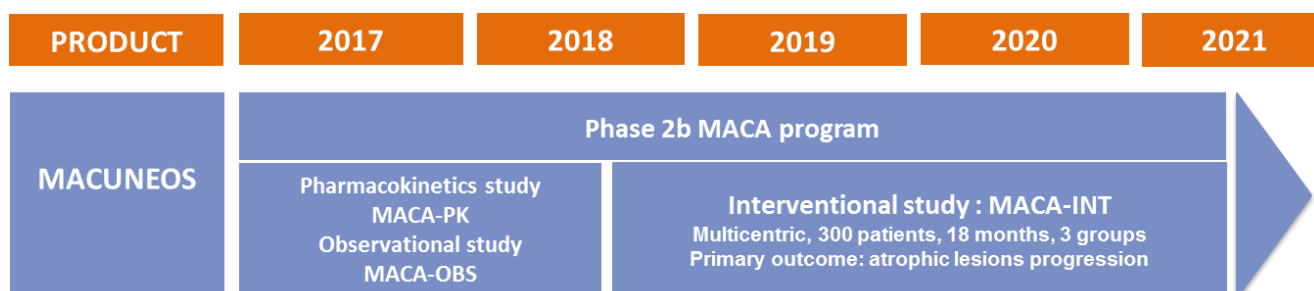 PRODUCT 2017 2018 2019 2020 2021
MACUNEOS
Phase 2b MACA program
Pharmacokinetics study
MACA-PK
Observational study
MACA-OBS
Interventional study : MACA-INT
Multicentric, 300 patients, 18 months, 3 groups
Primary outcome: atrophic lesions progression